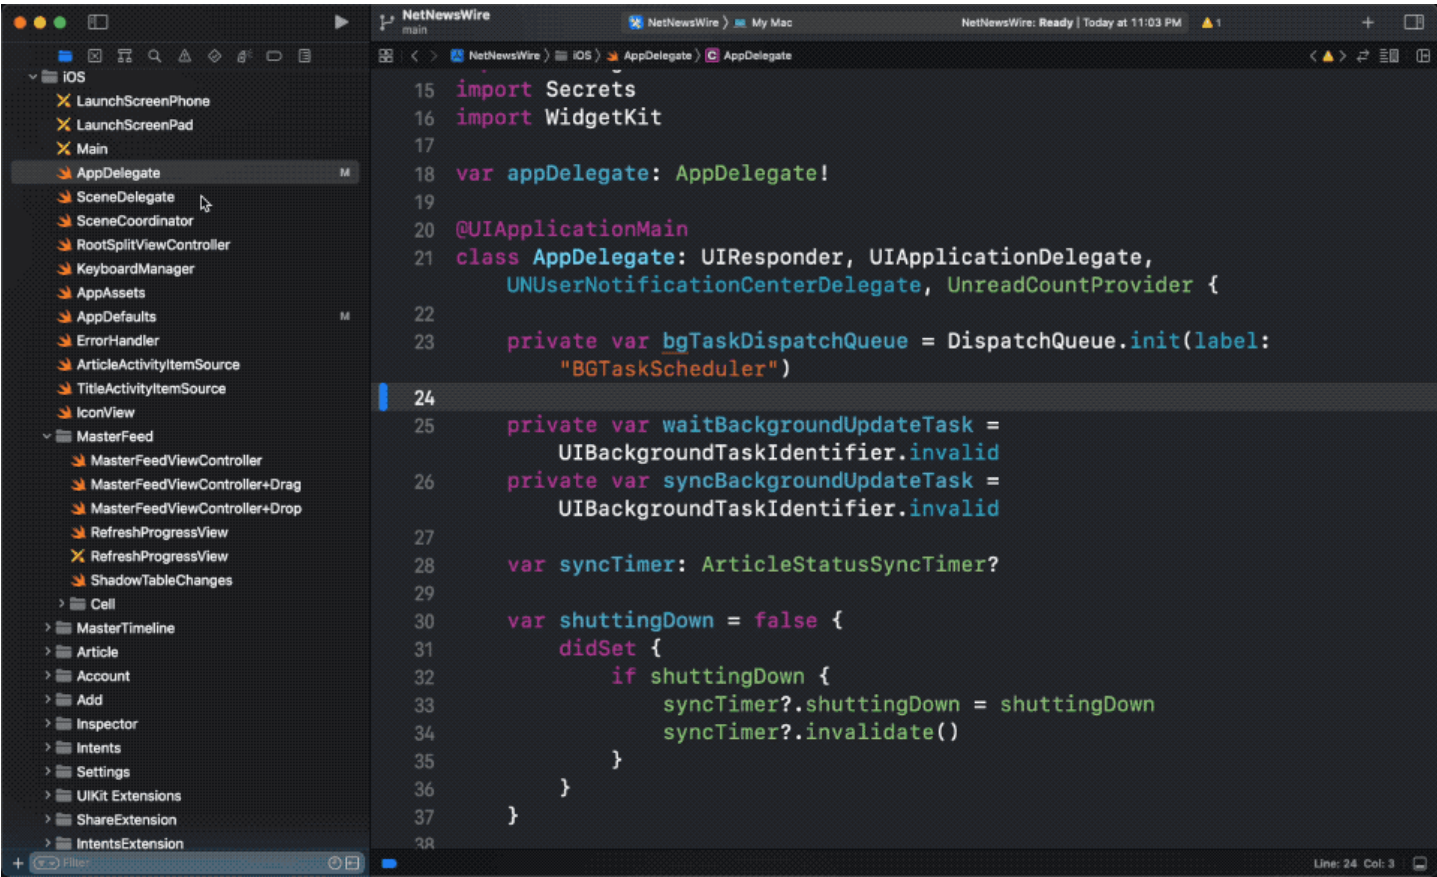 NetNewsWire
main
NetNewsWire 〉 My Mac
NetNewsWire: Ready | Today at 11:03 PM
1
NetNewsWire 〉 iOS 〉 AppDelegate 〉 C AppDelegate
iOS
LaunchScreenPhone
LaunchScreenPad
Main
AppDelegate M
SceneDelegate
SceneCoordinator
RootSplitViewController
KeyboardManager
AppAssets
AppDefaults M
ErrorHandler
ArticleActivityItemSource
TitleActivityItemSource
IconView
MasterFeed
MasterFeedViewController
MasterFeedViewController+Drag
MasterFeedViewController+Drop
RefreshProgressView
RefreshProgressView
ShadowTableChanges
Cell
MasterTimeline
Article
Account
Add
Inspector
Intents
Settings
UIKit Extensions
ShareExtension
IntentsExtension
Filter
15 import Secrets
16 import WidgetKit
17
18 var appDelegate: AppDelegate!
19
20 @UIApplicationMain
21 class AppDelegate: UIResponder, UIApplicationDelegate,
UNUserNotificationCenterDelegate, UnreadCountProvider {
22
23 private var bgTaskDispatchQueue = DispatchQueue.init(label:
"BGTaskScheduler")
24
25 private var waitBackgroundUpdateTask =
UIBackgroundTaskIdentifier.invalid
26 private var syncBackgroundUpdateTask =
UIBackgroundTaskIdentifier.invalid
27
28 var syncTimer: ArticleStatusSyncTimer?
29
30 var shuttingDown = false {
31 didSet {
32 if shuttingDown {
33 syncTimer?.shuttingDown = shuttingDown
34 syncTimer?.invalidate()
35 }
36 }
37 }
38
Line: 24 Col: 3